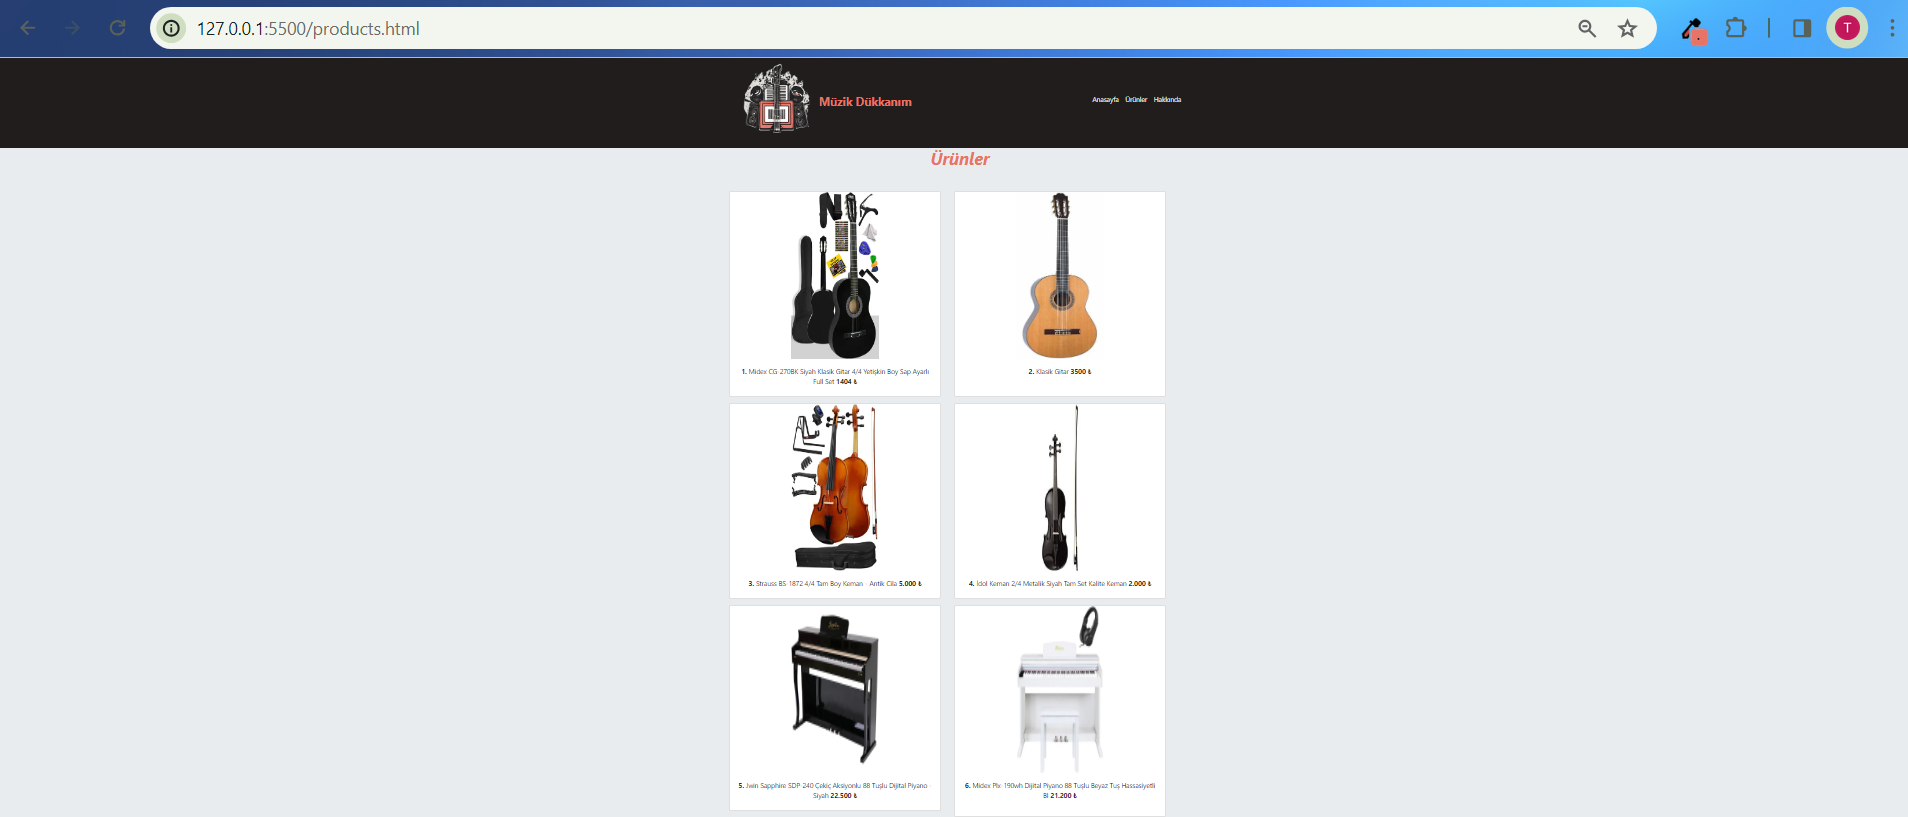 127.0.0.1:5500/products.html
T
Müzik Dükkanım
Anasayfa Ürünler Hakkında
Ürünler
1. Midex CG-270BK Siyah Klasik Gitar 4/4 Yetişkin Boy Sap Ayarlı
Full Set 1404 ₺
2. Klasik Gitar 3500 ₺
3. Strauss BS-1872 4/4 Tam Boy Keman - Antik Cila 5.000 ₺
4. İdol Keman 2/4 Metalik Siyah Tam Set Kalite Keman 2.000 ₺
5. Jwin Sapphire SDP-240 Çekiç Aksiyonlu 88 Tuşlu Dijital Piyano -
Siyah 22.500 ₺
6. Midex Plx-190wh Dijital Piyano 88 Tuşlu Beyaz Tuş Hassasiyetli
Bl 21.200 ₺